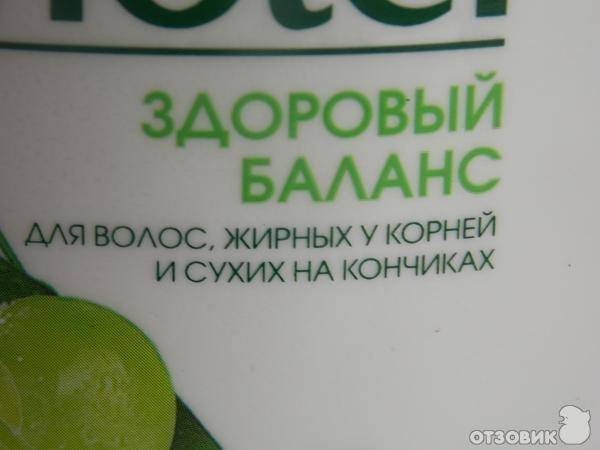 ЗДОРОВЫЙ
БАЛАНС
ДЛЯ ВОЛОС, ЖИРНЫХ У КОРНЕЙ
И СУХИХ НА КОНЧИКАХ
ОТЗОВИК